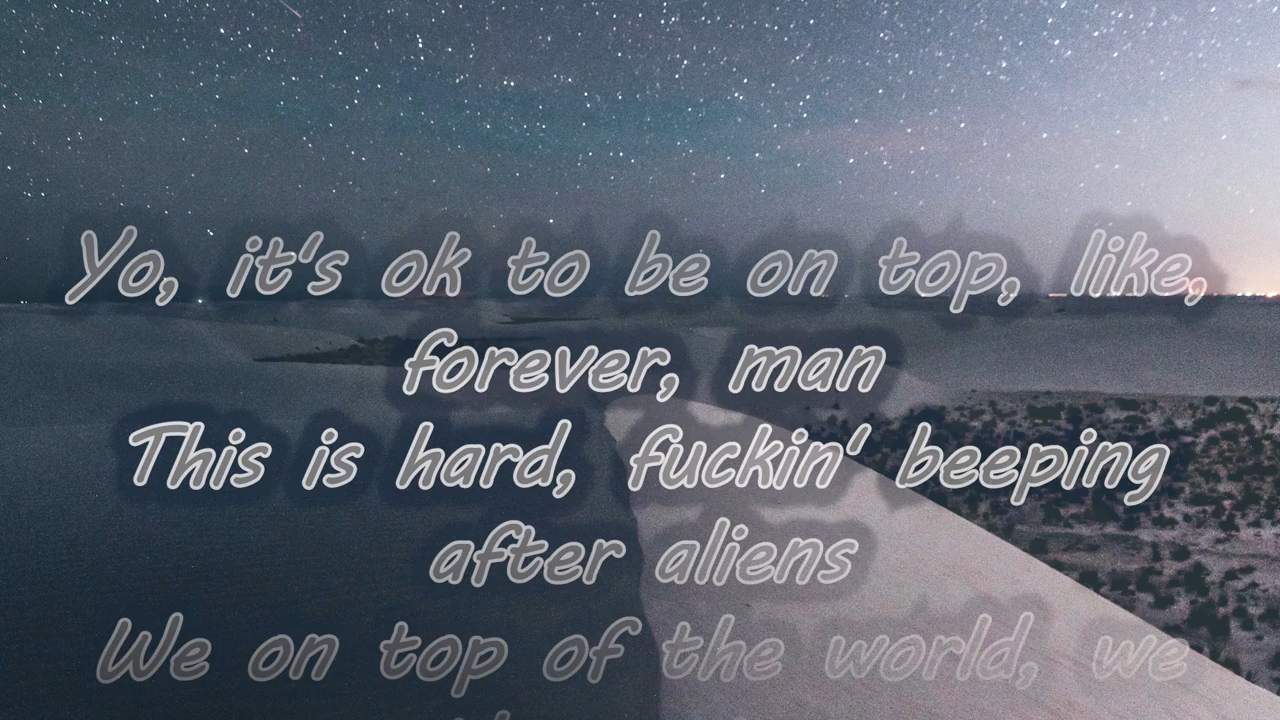 Yo, it's ok to be on top, like,
forever, man
This is hard, fuckin' beeping
after aliens
We on top of the world, we